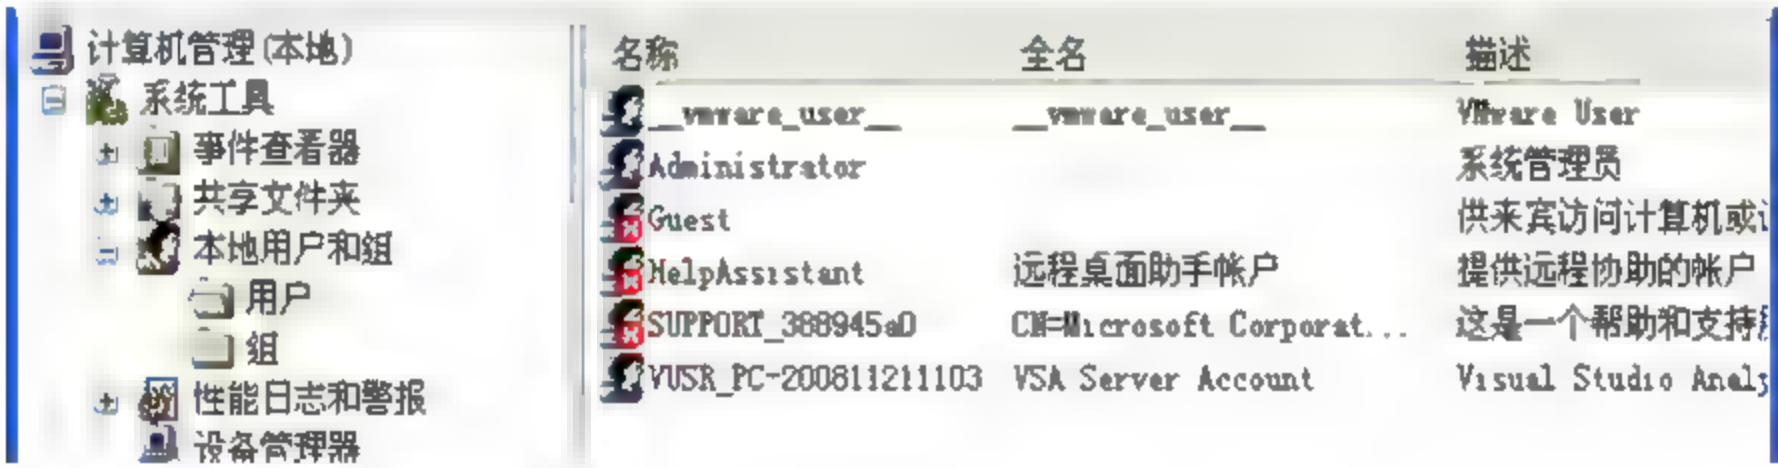 计算机管理(本地)
系统工具
事件查看器
共享文件夹
本地用户和组
用户
组
性能日志和警报
设备管理器
名称 全名 描述
__vmware_user__ __vmware_user__ VMware User
Administrator 系统管理员
Guest 供来宾访问计算机或
HelpAssistant 远程桌面助手帐户 提供远程协助的帐户
SUPPORT_388945a0 CN=Microsoft Corporat... 这是一个帮助和支持
VUSR_PC-200811211103 VSA Server Account Visual Studio Analy